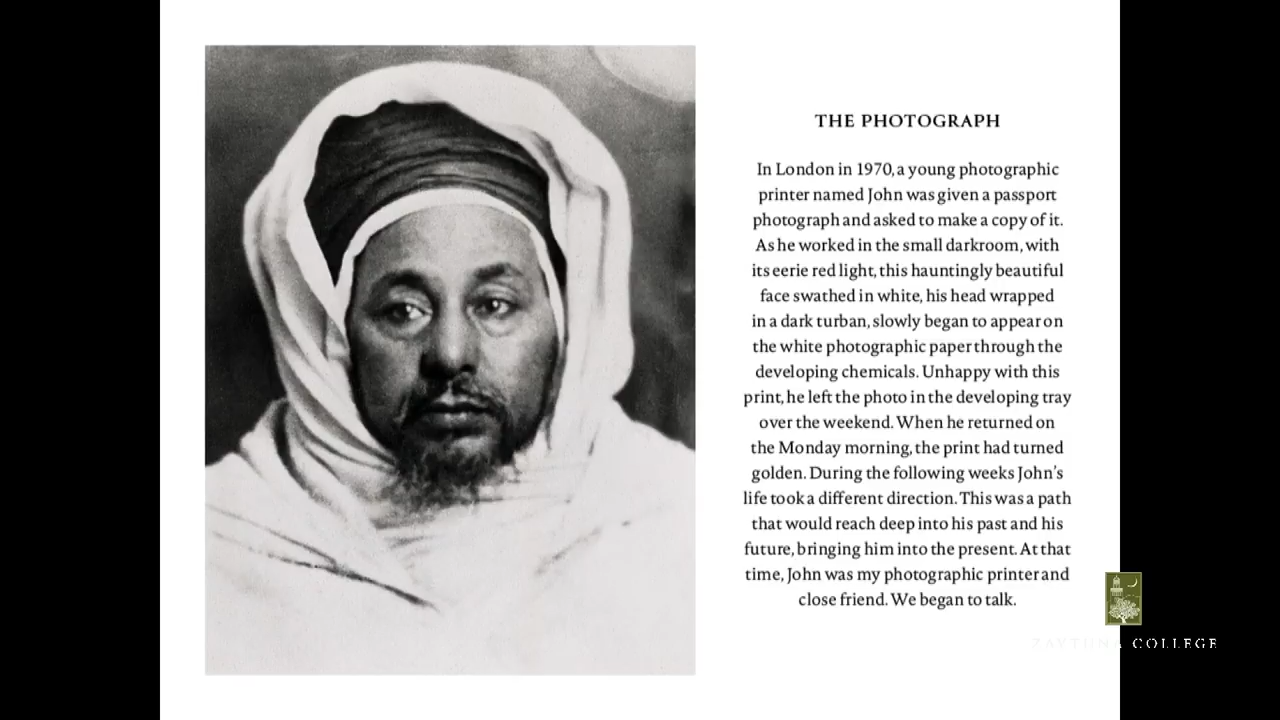 THE PHOTOGRAPH
In London in 1970, a young photographic
printer named John was given a passport
photograph and asked to make a copy of it.
As he worked in the small darkroom, with
its eerie red light, this hauntingly beautiful
face swathed in white, his head wrapped
in a dark turban, slowly began to appear on
the white photographic paper through the
developing chemicals. Unhappy with this
print, he left the photo in the developing tray
over the weekend. When he returned on
the Monday morning, the print had turned
golden. During the following weeks John's
life took a different direction. This was a path
that would reach deep into his past and his
future, bringing him into the present. At that
time, John was my photographic printer and
close friend. We began to talk.
ZAYTUNA COLLEGE